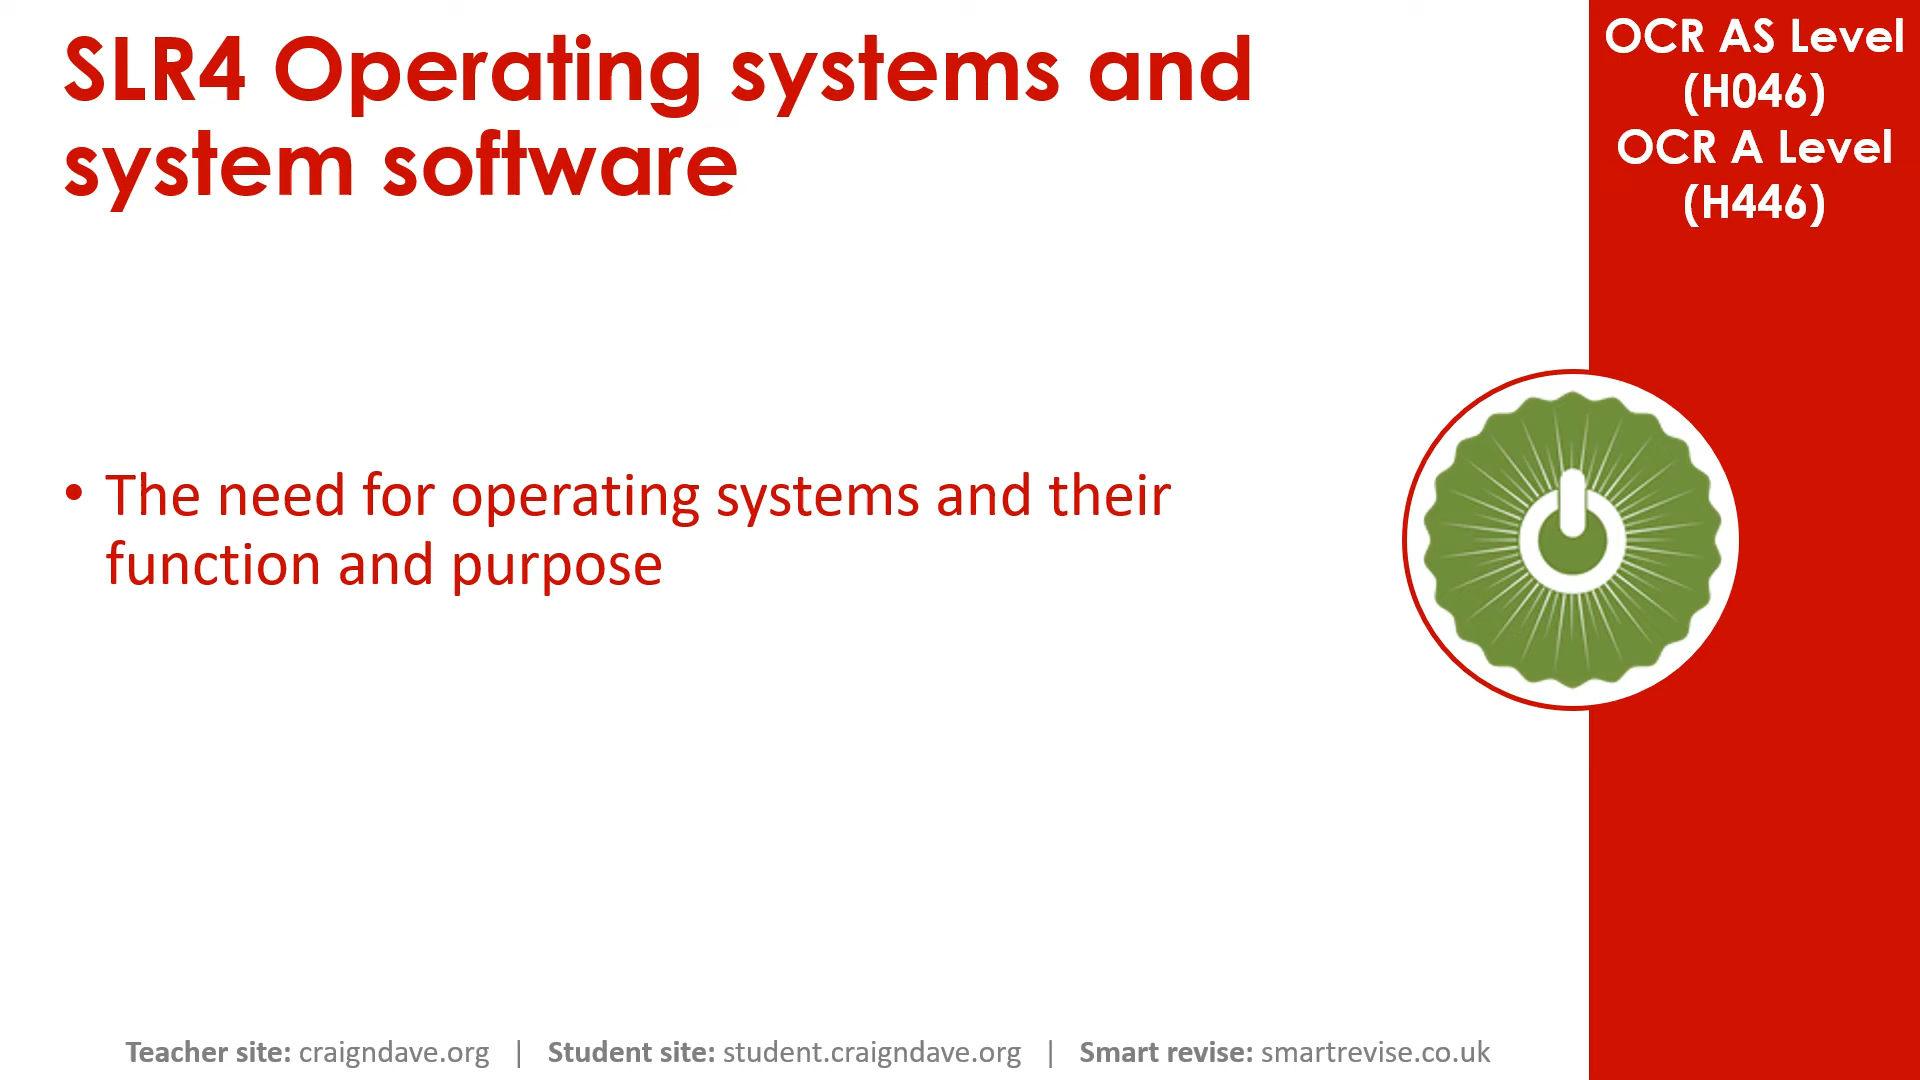 SLR4 Operating systems and
system software
OCR AS Level
(H046)
OCR A Level
(H446)
• The need for operating systems and their
function and purpose
Teacher site: craigndave.org | Student site: student.craigndave.org | Smart revise: smartrevise.co.uk